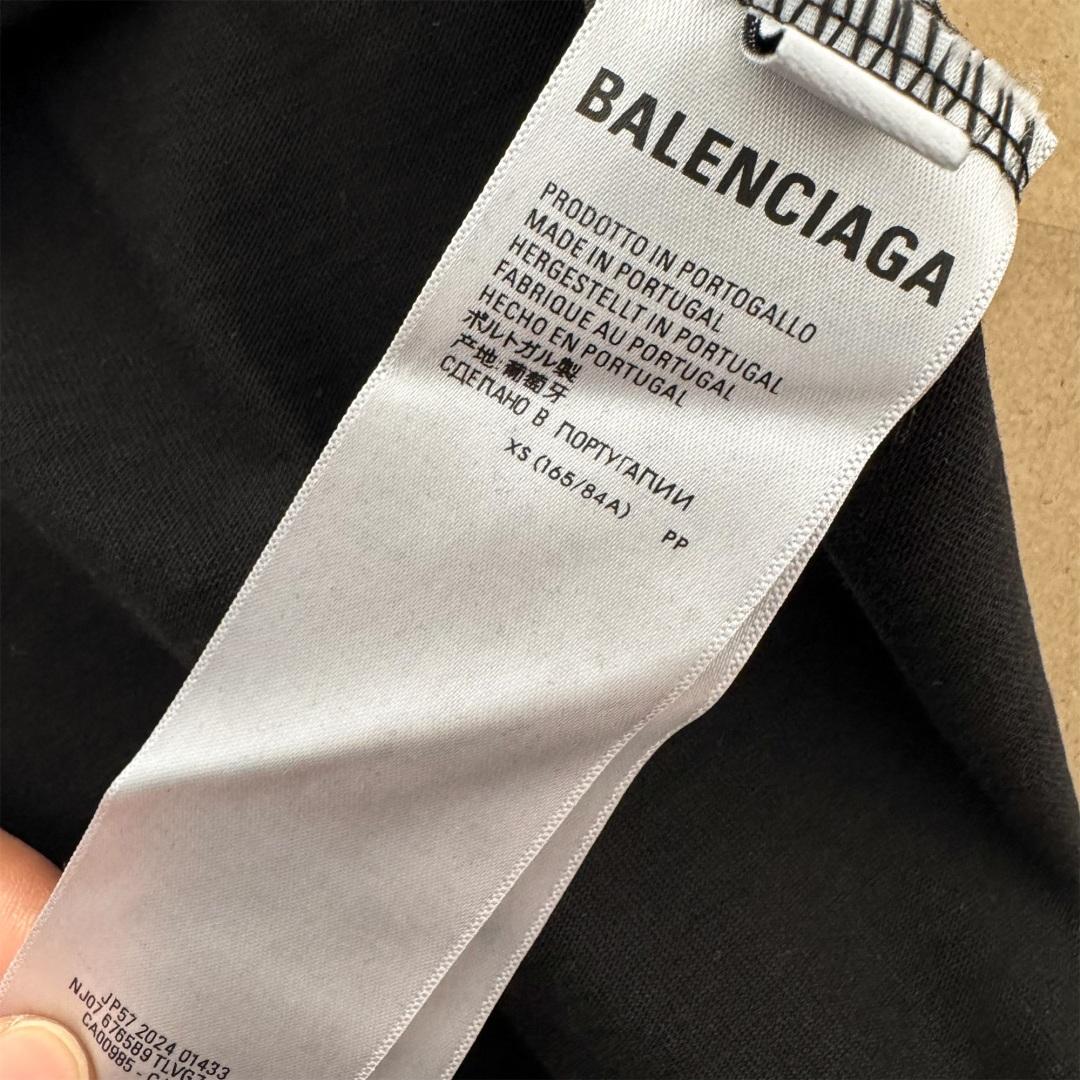 BALENCIAGA
PRODOTTO IN PORTOGALLO
MADE IN PORTUGAL
HERGESTELLT IN PORTUGAL
FABRIQUE AU PORTUGAL
HECHO EN PORTUGAL
ポルトガル製
产地:葡萄牙
СДЕЛАНО В ПОРТУГАЛИИ
XS (165/84A) PP
JP57 2024 01433
NJ07 676589
CA00985 -